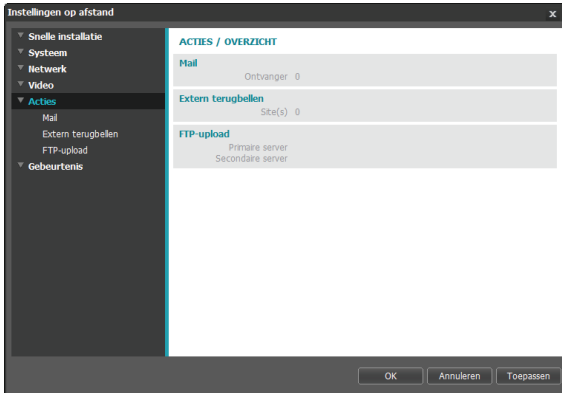 Instellingen op afstand x
Snelle installatie
Systeem
Netwerk
Video
Acties
Mail
Extern terugbellen
FTP-upload
Gebeurtenis
ACTIES / OVERZICHT
Mail
Ontvanger 0
Extern terugbellen
Site(s) 0
FTP-upload
Primaire server
Secondaire server
OK Annuleren Toepassen